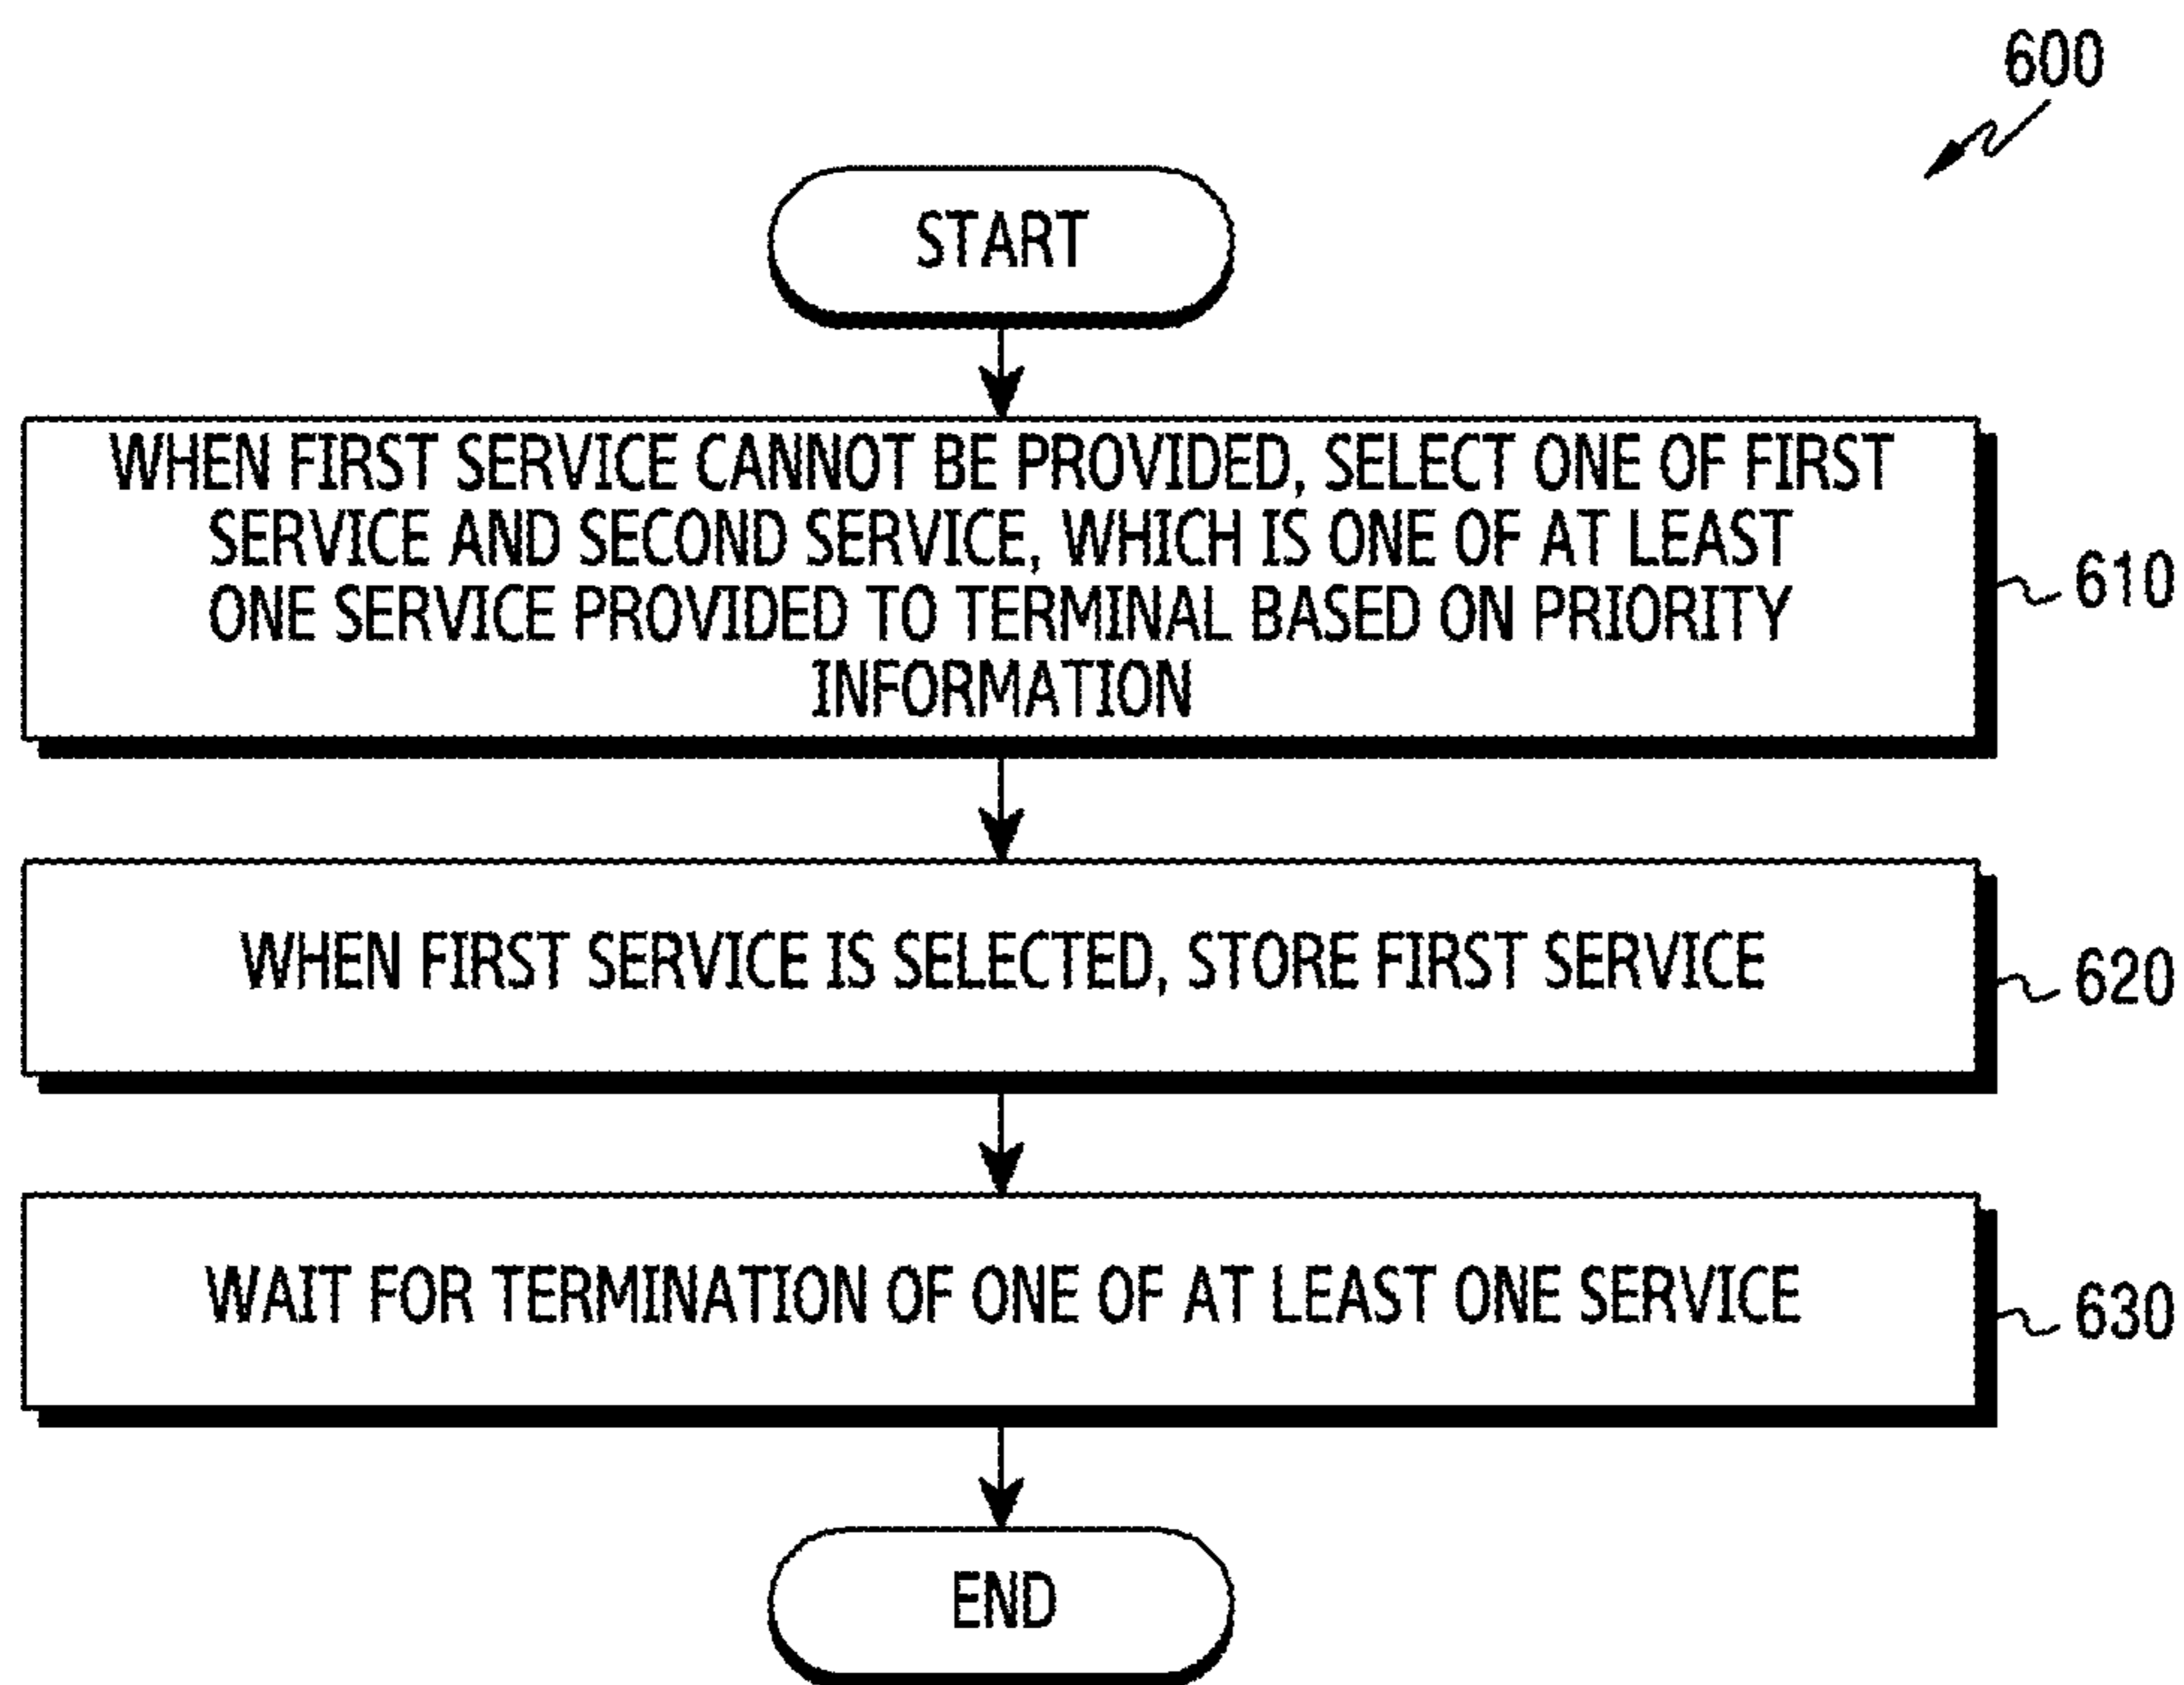 600
START
WHEN FIRST SERVICE CANNOT BE PROVIDED, SELECT ONE OF FIRST
SERVICE AND SECOND SERVICE, WHICH IS ONE OF AT LEAST
ONE SERVICE PROVIDED TO TERMINAL BASED ON PRIORITY
INFORMATION
610
WHEN FIRST SERVICE IS SELECTED, STORE FIRST SERVICE
620
WAIT FOR TERMINATION OF ONE OF AT LEAST ONE SERVICE
630
END